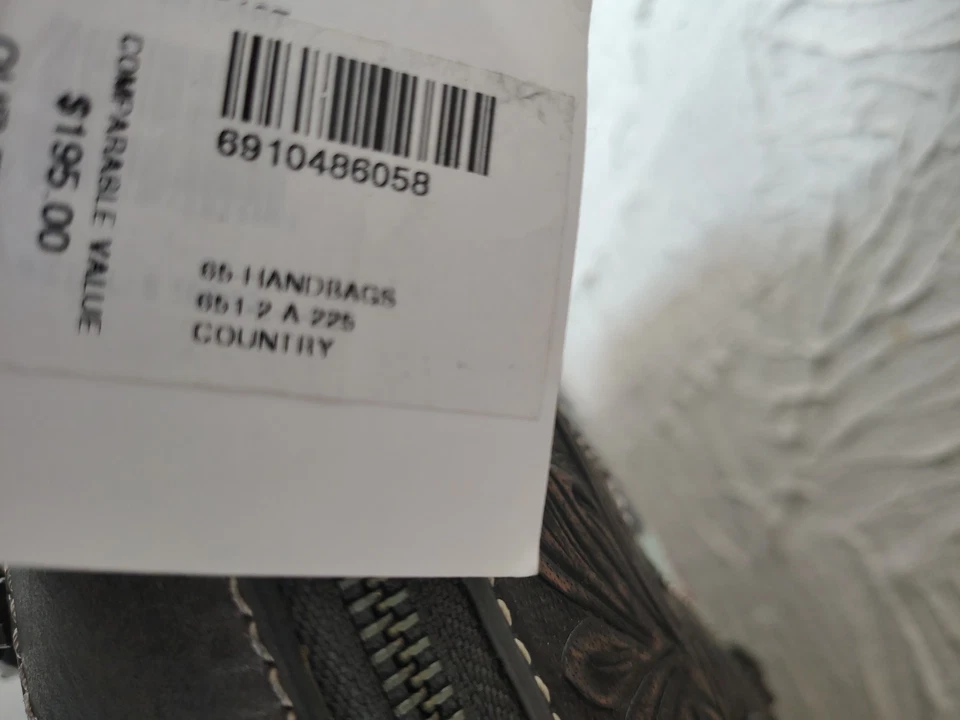 6910486058
65 HANDBAGS
651-2 A 225
COUNTRY
COMPARABLE VALUE
$195.00